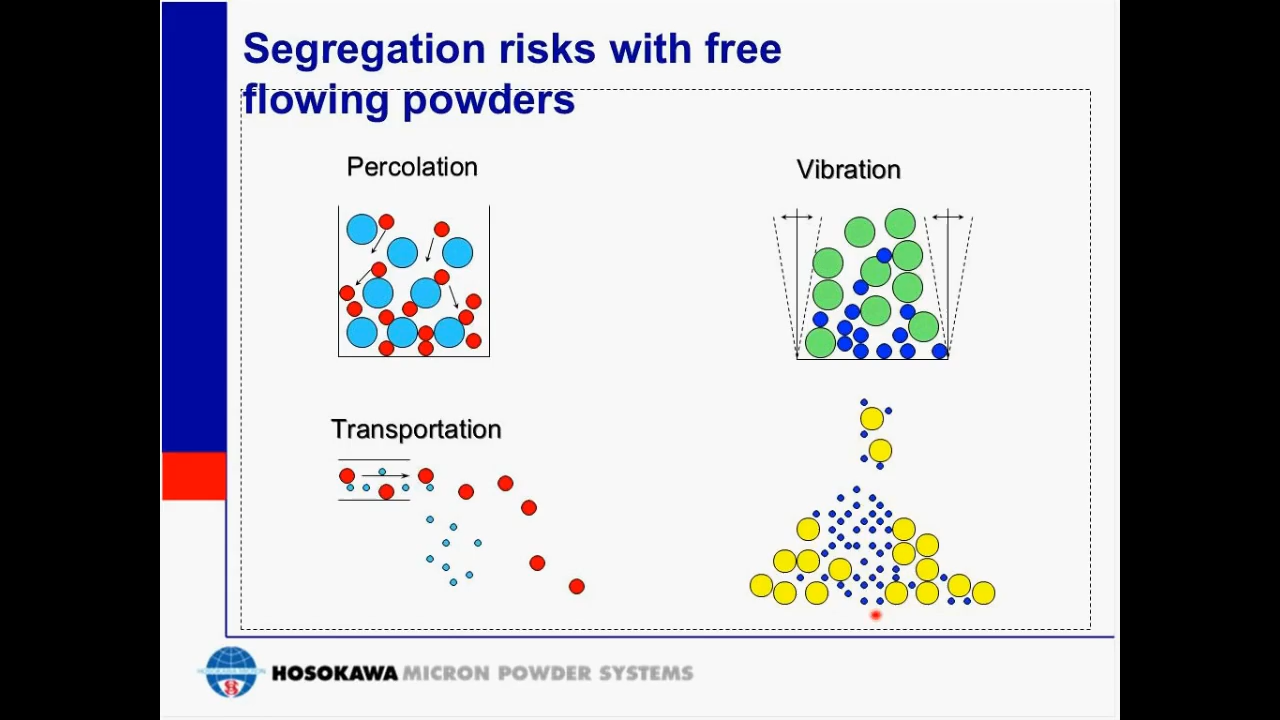 Segregation risks with free
flowing powders
Percolation
Vibration
Transportation
HOSOKAWA MICRON POWDER SYSTEMS